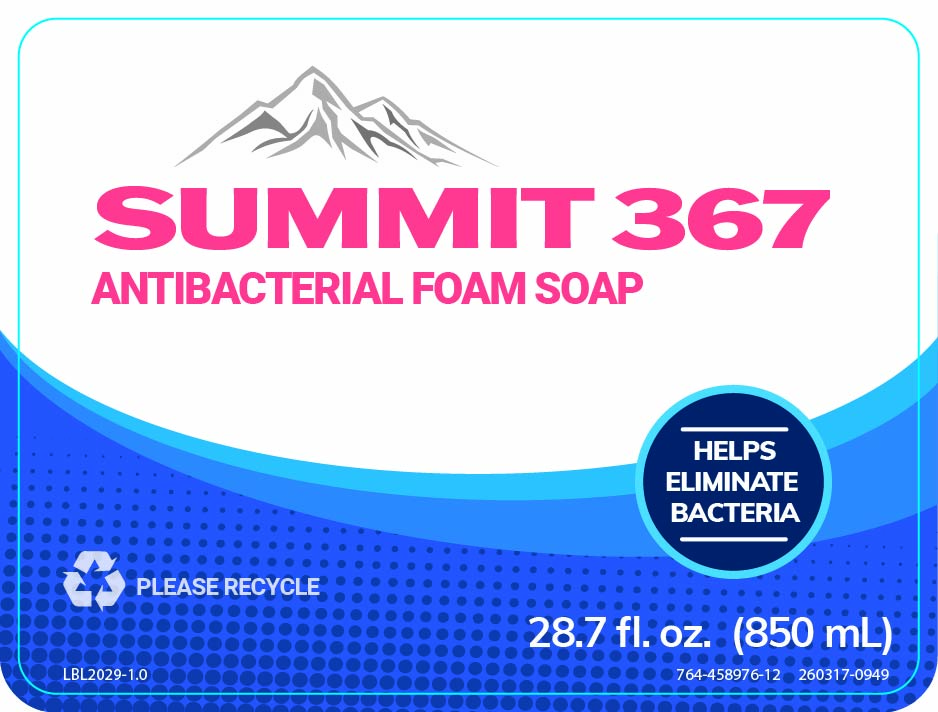 SUMMIT 367
ANTIBACTERIAL FOAM SOAP
HELPS
ELIMINATE
BACTERIA
PLEASE RECYCLE
28.7 fl. oz. (850 mL)
LBL2029-1.0
764-458976-12 260317-0949